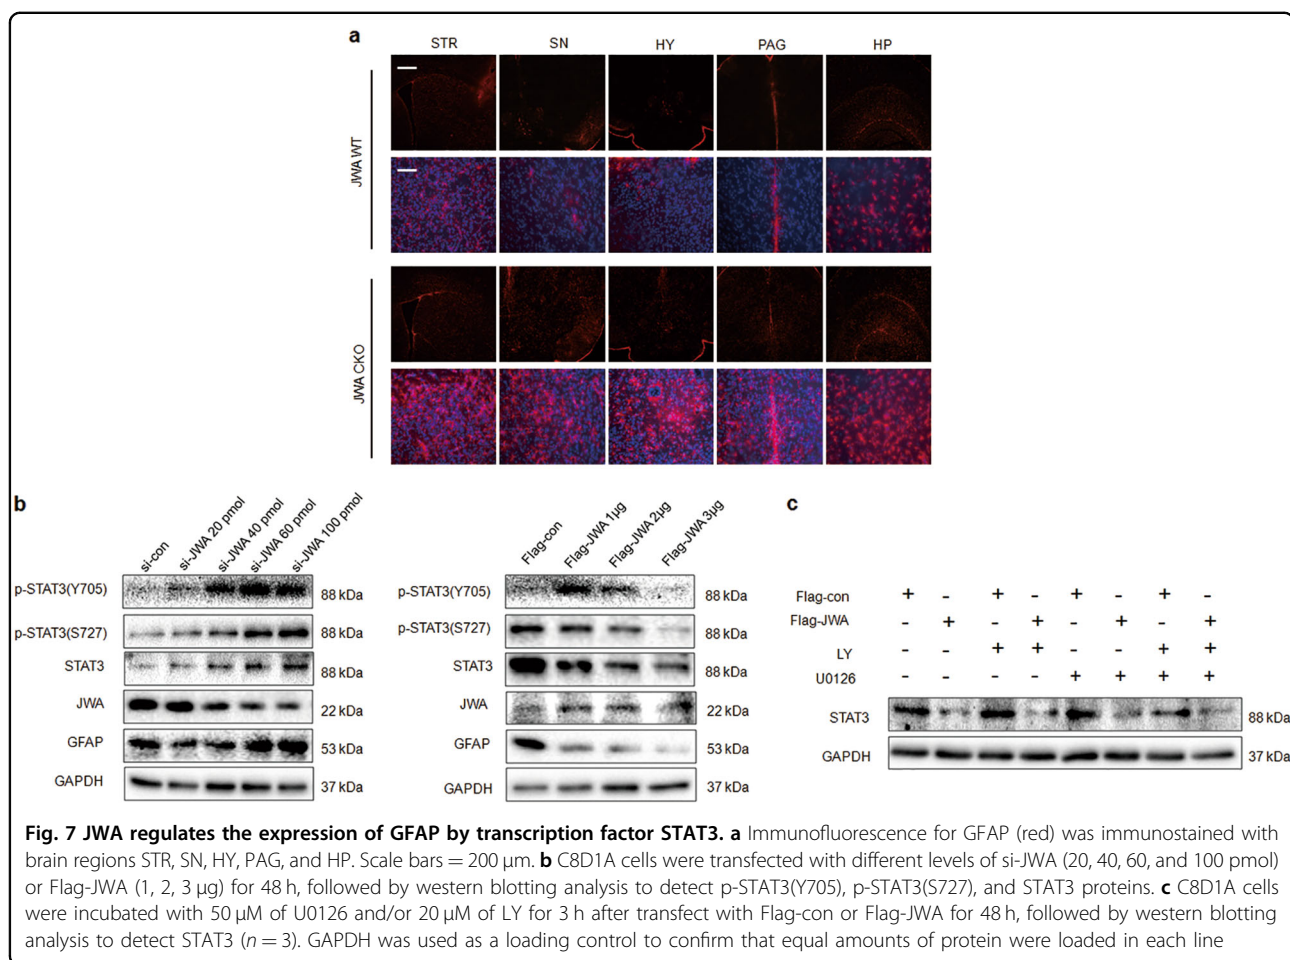 a
STR SN HY PAG HP
JWA WT
JWA CKO
b
si-con si-JWA 20 pmol si-JWA 40 pmol si-JWA 60 pmol si-JWA 100 pmol
p-STAT3(Y705) 88 kDa
p-STAT3(S727) 88 kDa
STAT3 88 kDa
JWA 22 kDa
GFAP 53 kDa
GAPDH 37 kDa
Flag-con Flag-JWA 1µg Flag-JWA 2µg Flag-JWA 3µg
p-STAT3(Y705) 88 kDa
p-STAT3(S727) 88 kDa
STAT3 88 kDa
JWA 22 kDa
GFAP 53 kDa
GAPDH 37 kDa
c
Flag-con + - + - + - + -
Flag-JWA - + - + - + - +
LY - - + + - - + +
U0126 - - - - + + + +
STAT3 88 kDa
GAPDH 37 kDa
Fig. 7 JWA regulates the expression of GFAP by transcription factor STAT3. a Immunofluorescence for GFAP (red) was immunostained with
brain regions STR, SN, HY, PAG, and HP. Scale bars = 200 µm. b C8D1A cells were transfected with different levels of si-JWA (20, 40, 60, and 100 pmol)
or Flag-JWA (1, 2, 3 µg) for 48 h, followed by western blotting analysis to detect p-STAT3(Y705), p-STAT3(S727), and STAT3 proteins. c C8D1A cells
were incubated with 50 µM of U0126 and/or 20 µM of LY for 3 h after transfect with Flag-con or Flag-JWA for 48 h, followed by western blotting
analysis to detect STAT3 (n = 3). GAPDH was used as a loading control to confirm that equal amounts of protein were loaded in each line